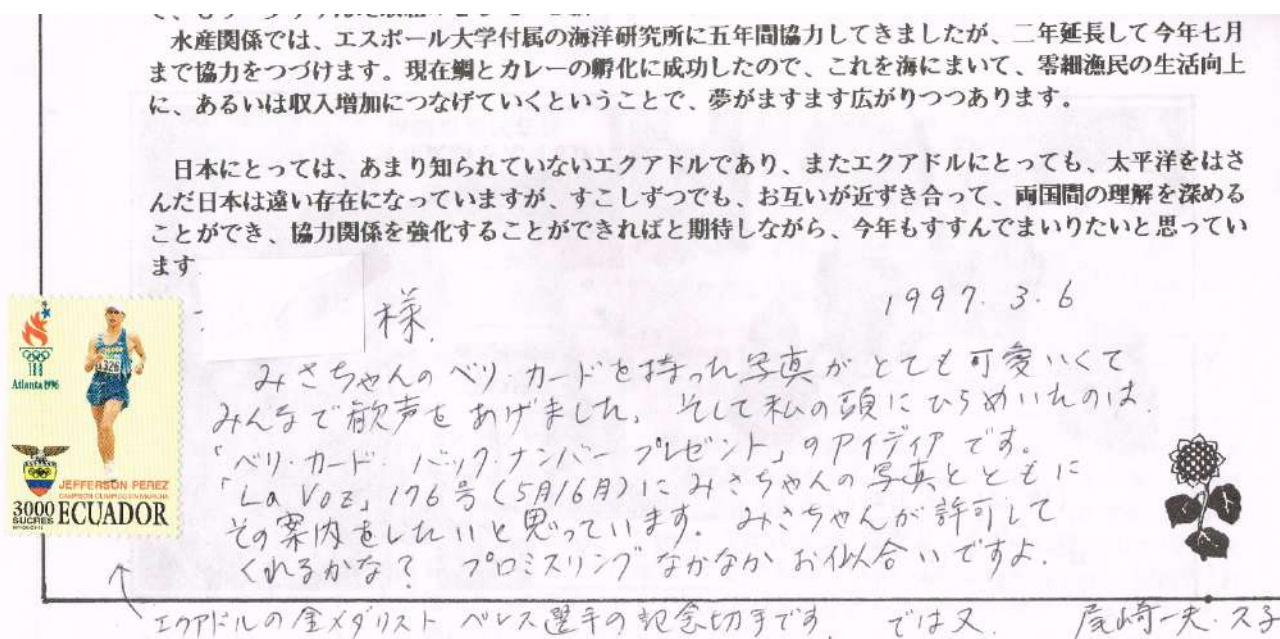 水産関係では、エスポール大学付属の海洋研究所に五年間協力してきましたが、二年延長して今年七月
まで協力をつづけます。現在鯛とカレーの孵化に成功したので、これを海にまいて、零細漁民の生活向上
に、あるいは収入増加につなげていくということで、夢がますます広がりつつあります。
日本にとっては、あまり知られていないエクアドルであり、またエクアドルにとっても、太平洋をはさ
んだ日本は遠い存在になっていますが、すこしずつでも、お互いが近ずき合って、両国間の理解を深める
ことができ、協力関係を強化することができればと期待しながら、今年もすすんでまいりたいと思ってい
ます
様
1997.3.6
みさちゃんのベリ・カードを持った写真がとても可愛いくて
みんなで歓声をあげました。そして私の頭にひらめいたのは
「ベリ・カード バックナンバー プレゼント」のアイディアです。
「La Voz」176号(5月/6月)にみさちゃんの写真とともに
その案内をしたいと思っています。みさちゃんが許可して
くれるかな? プロミスリングなかなかお似合いですよ.
Atlanta 1996
JEFFERSON PEREZ
CAMPEON OLIMPICO EN MARCHA
3000
SUCRES
ECUADOR
エクアドルの金メダリスト ペレス選手の記念切手です では又 尾崎一夫